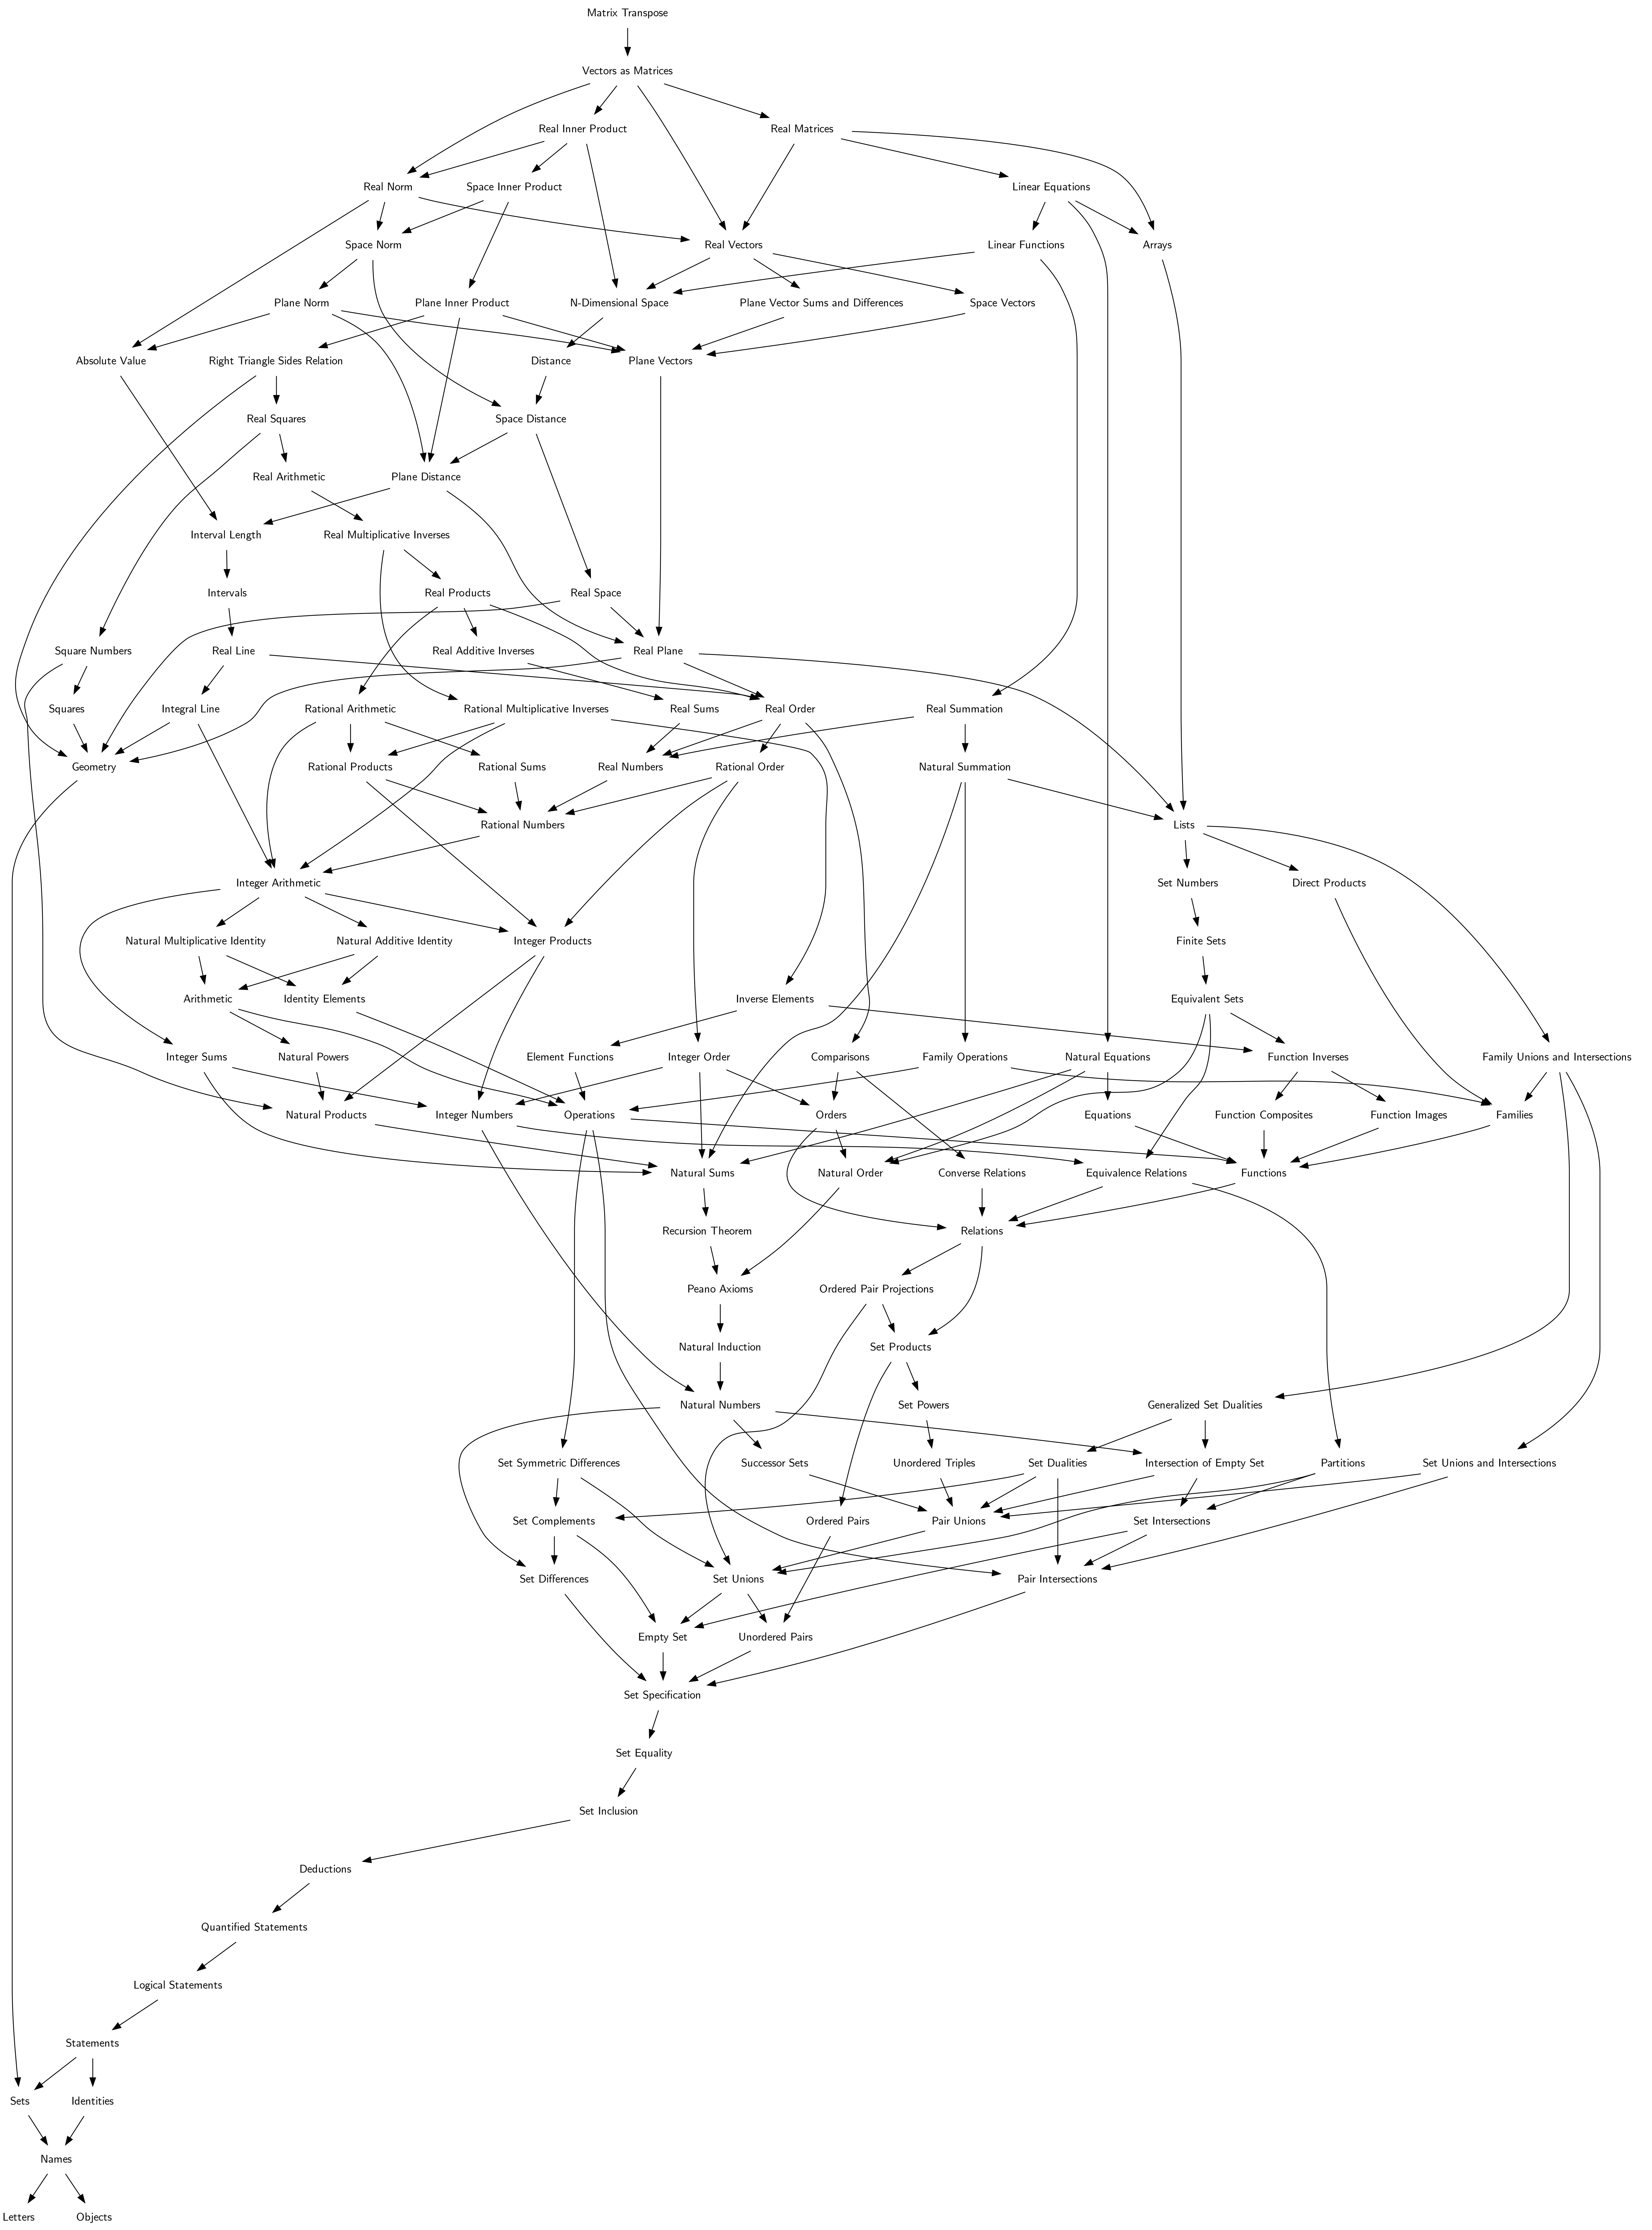 Matrix Transpose
Vectors as Matrices
Real Inner Product
Real Matrices
Real Norm
Space Inner Product
Linear Equations
Space Norm
Real Vectors
Linear Functions
Arrays
Plane Norm
Plane Inner Product
N-Dimensional Space
Plane Vector Sums and Differences
Space Vectors
Absolute Value
Right Triangle Sides Relation
Distance
Plane Vectors
Real Squares
Space Distance
Real Arithmetic
Plane Distance
Interval Length
Real Multiplicative Inverses
Intervals
Real Products
Real Space
Square Numbers
Real Line
Real Additive Inverses
Real Plane
Squares
Integral Line
Rational Arithmetic
Rational Multiplicative Inverses
Real Sums
Real Order
Real Summation
Geometry
Rational Products
Rational Sums
Real Numbers
Rational Order
Natural Summation
Rational Numbers
Lists
Integer Arithmetic
Set Numbers
Direct Products
Natural Multiplicative Identity
Natural Additive Identity
Integer Products
Finite Sets
Arithmetic
Identity Elements
Inverse Elements
Equivalent Sets
Integer Sums
Natural Powers
Element Functions
Integer Order
Comparisons
Family Operations
Natural Equations
Function Inverses
Family Unions and Intersections
Natural Products
Integer Numbers
Operations
Orders
Equations
Function Composites
Function Images
Families
Natural Sums
Natural Order
Converse Relations
Equivalence Relations
Functions
Recursion Theorem
Relations
Peano Axioms
Ordered Pair Projections
Natural Induction
Set Products
Natural Numbers
Set Powers
Generalized Set Dualities
Set Symmetric Differences
Successor Sets
Unordered Triples
Set Dualities
Intersection of Empty Set
Partitions
Set Unions and Intersections
Set Complements
Ordered Pairs
Pair Unions
Set Intersections
Set Differences
Set Unions
Pair Intersections
Empty Set
Unordered Pairs
Set Specification
Set Equality
Set Inclusion
Deductions
Quantified Statements
Logical Statements
Statements
Sets
Identities
Names
Letters
Objects